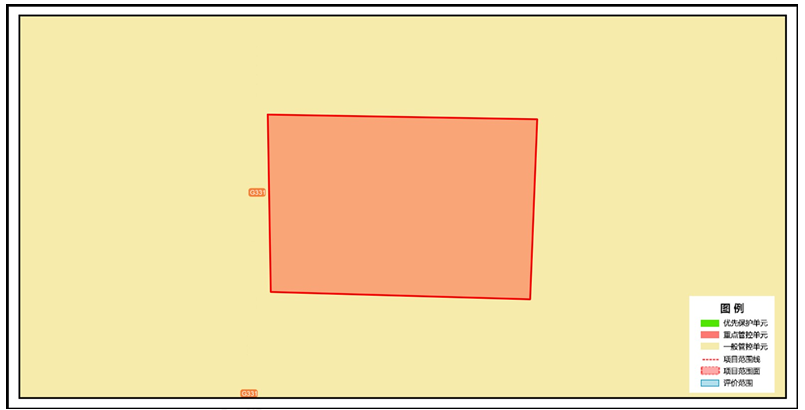 G331
图 例
优先保护单元
重点管控单元
一般管控单元
项目范围线
项目范围面
评价范围
G331